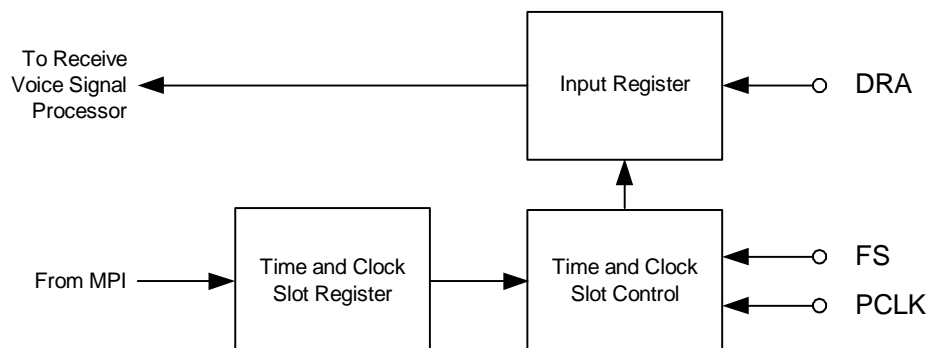 To Receive
Voice Signal
Processor
Input Register
DRA
From MPI
Time and Clock
Slot Register
Time and Clock
Slot Control
FS
PCLK